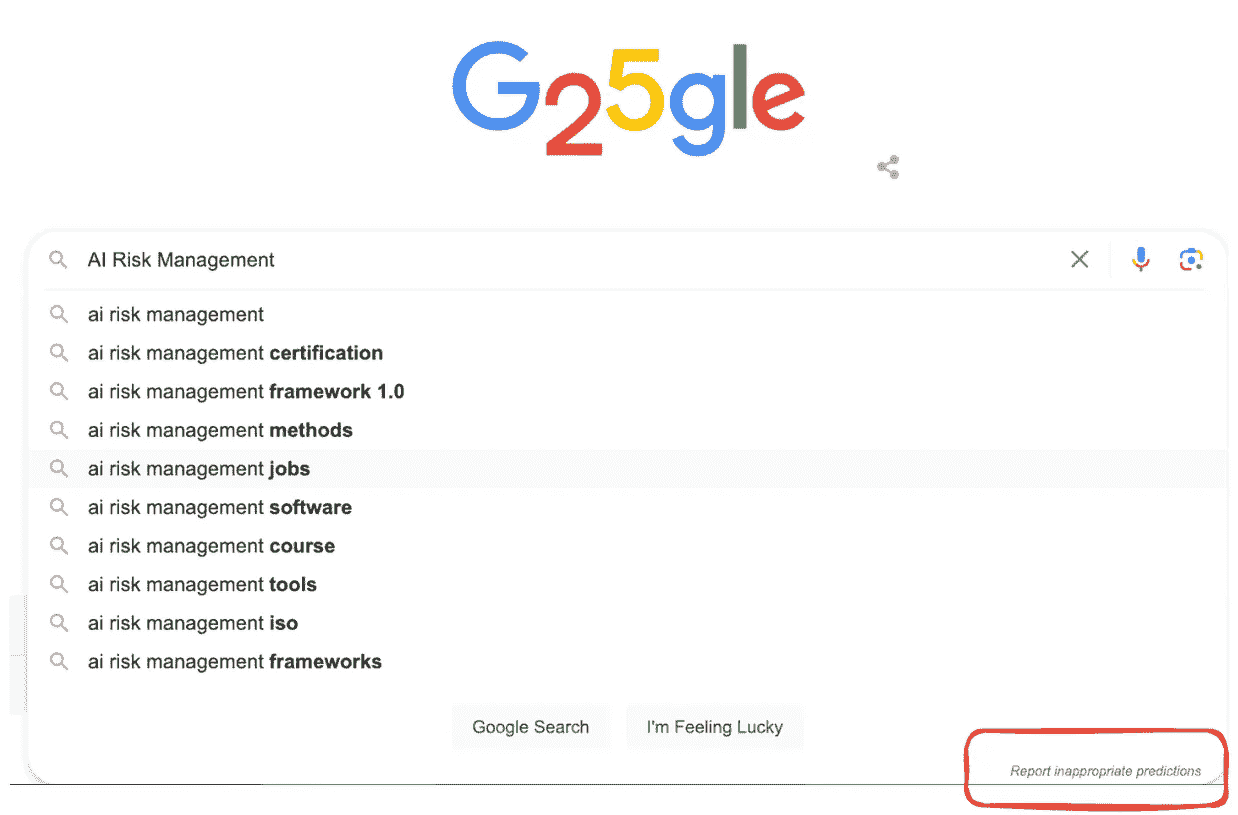 G25gle
AI Risk Management
ai risk management
ai risk management certification
ai risk management framework 1.0
ai risk management methods
ai risk management jobs
ai risk management software
ai risk management course
ai risk management tools
ai risk management iso
ai risk management frameworks
Google Search I'm Feeling Lucky
Report inappropriate predictions